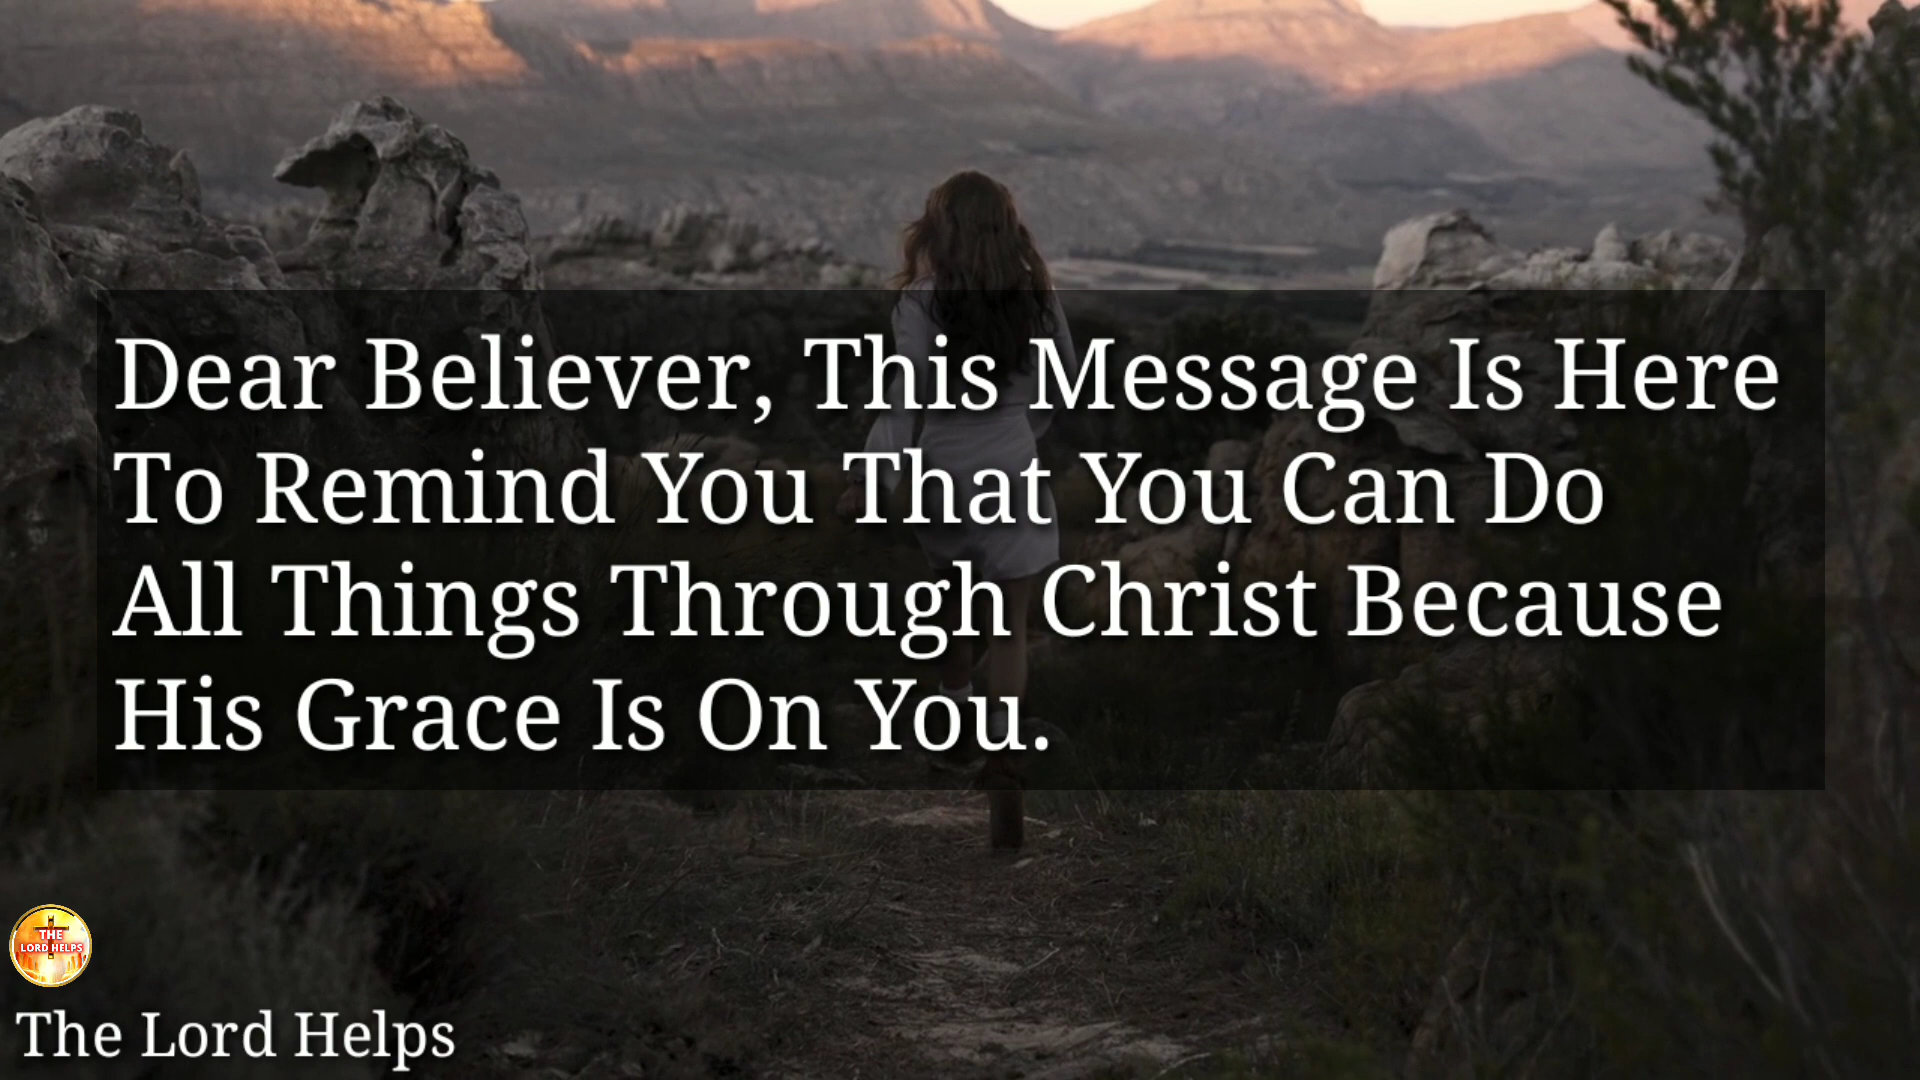 Dear Believer, This Message Is Here
To Remind You That You Can Do
All Things Through Christ Because
His Grace Is On You.
THE
LORD HELPS
The Lord Helps